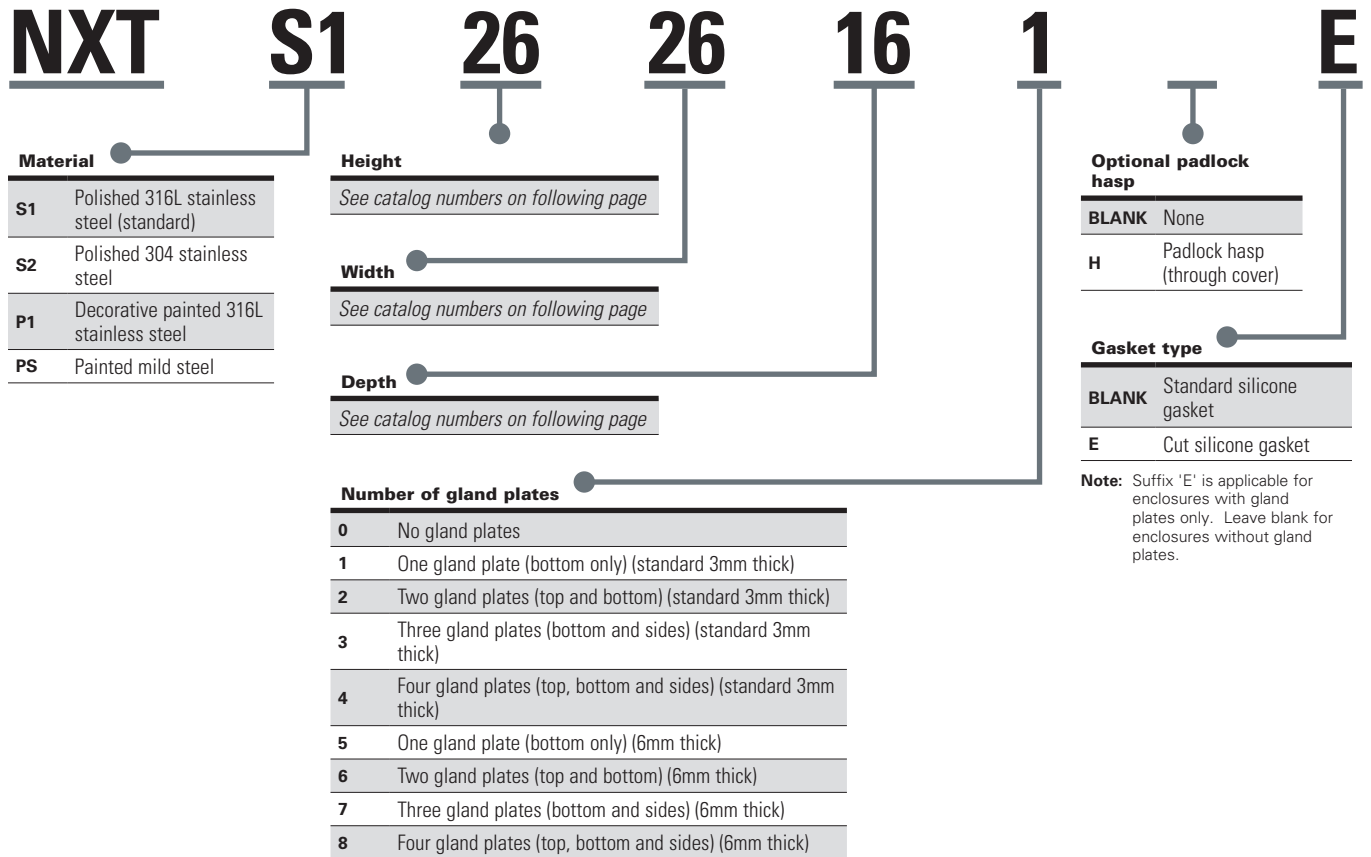 NXT S1 26 26 16 1 E
Material
S1 Polished 316L stainless
steel (standard)
S2 Polished 304 stainless
steel
P1 Decorative painted 316L
stainless steel
PS Painted mild steel
Height
See catalog numbers on following page
Width
See catalog numbers on following page
Depth
See catalog numbers on following page
Number of gland plates
0 No gland plates
1 One gland plate (bottom only) (standard 3mm thick)
2 Two gland plates (top and bottom) (standard 3mm thick)
3 Three gland plates (bottom and sides) (standard 3mm
thick)
4 Four gland plates (top, bottom and sides) (standard 3mm
thick)
5 One gland plate (bottom only) (6mm thick)
6 Two gland plates (top and bottom) (6mm thick)
7 Three gland plates (bottom and sides) (6mm thick)
8 Four gland plates (top, bottom and sides) (6mm thick)
Optional padlock
hasp
BLANK None
H Padlock hasp
(through cover)
Gasket type
BLANK Standard silicone
gasket
E Cut silicone gasket
Note: Suffix 'E' is applicable for
enclosures with gland
plates only. Leave blank for
enclosures without gland
plates.